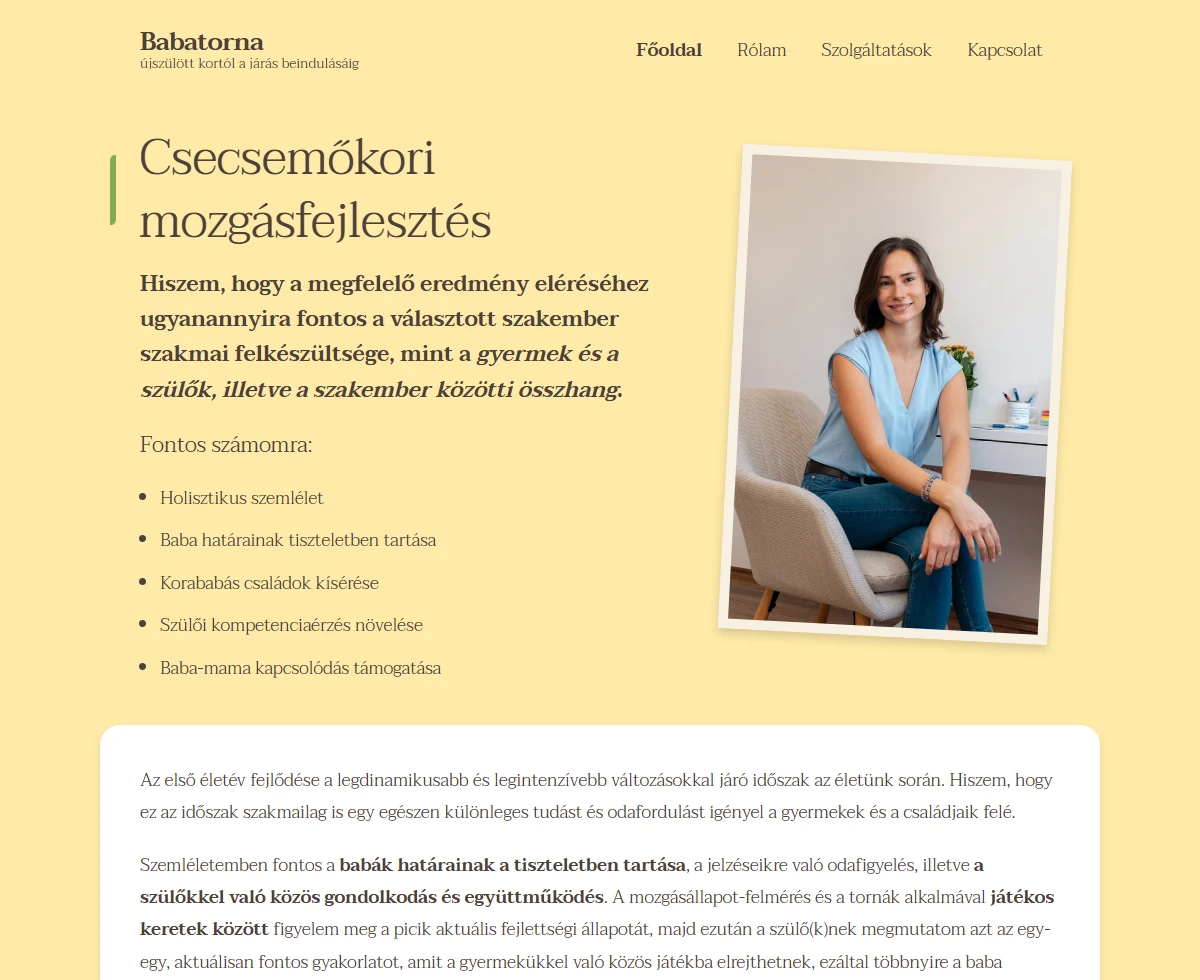 Babatorna
újszülött kortól a járás beindulásáig
Főoldal Rólam Szolgáltatások Kapcsolat
Csecsemőkori
mozgásfejlesztés
Hiszem, hogy a megfelelő eredmény eléréséhez
ugyanannyira fontos a választott szakember
szakmai felkészültsége, mint a gyermek és a
szülők, illetve a szakember közötti összhang.
Fontos számomra:
Holisztikus szemlélet
Baba határainak tiszteletben tartása
Korababás családok kísérése
Szülői kompetenciaérzés növelése
Baba-mama kapcsolódás támogatása
Az első életév fejlődése a legdinamikusabb és legintenzívebb változásokkal járó időszak az életünk során. Hiszem, hogy
ez az időszak szakmailag is egy egészen különleges tudást és odafordulást igényel a gyermekek és a családjaik felé.
Szemléletemben fontos a babák határainak a tiszteletben tartása, a jelzéseikre való odafigyelés, illetve a
szülőkkel való közös gondolkodás és együttműködés. A mozgásállapot-felmérés és a tornák alkalmával játékos
keretek között figyelem meg a picik aktuális fejlettségi állapotát, majd ezután a szülő(k)nek megmutatom azt az egy-
egy, aktuálisan fontos gyakorlatot, amit a gyermekükkel való közös játékba elrejthetnek, ezáltal többnyire a baba